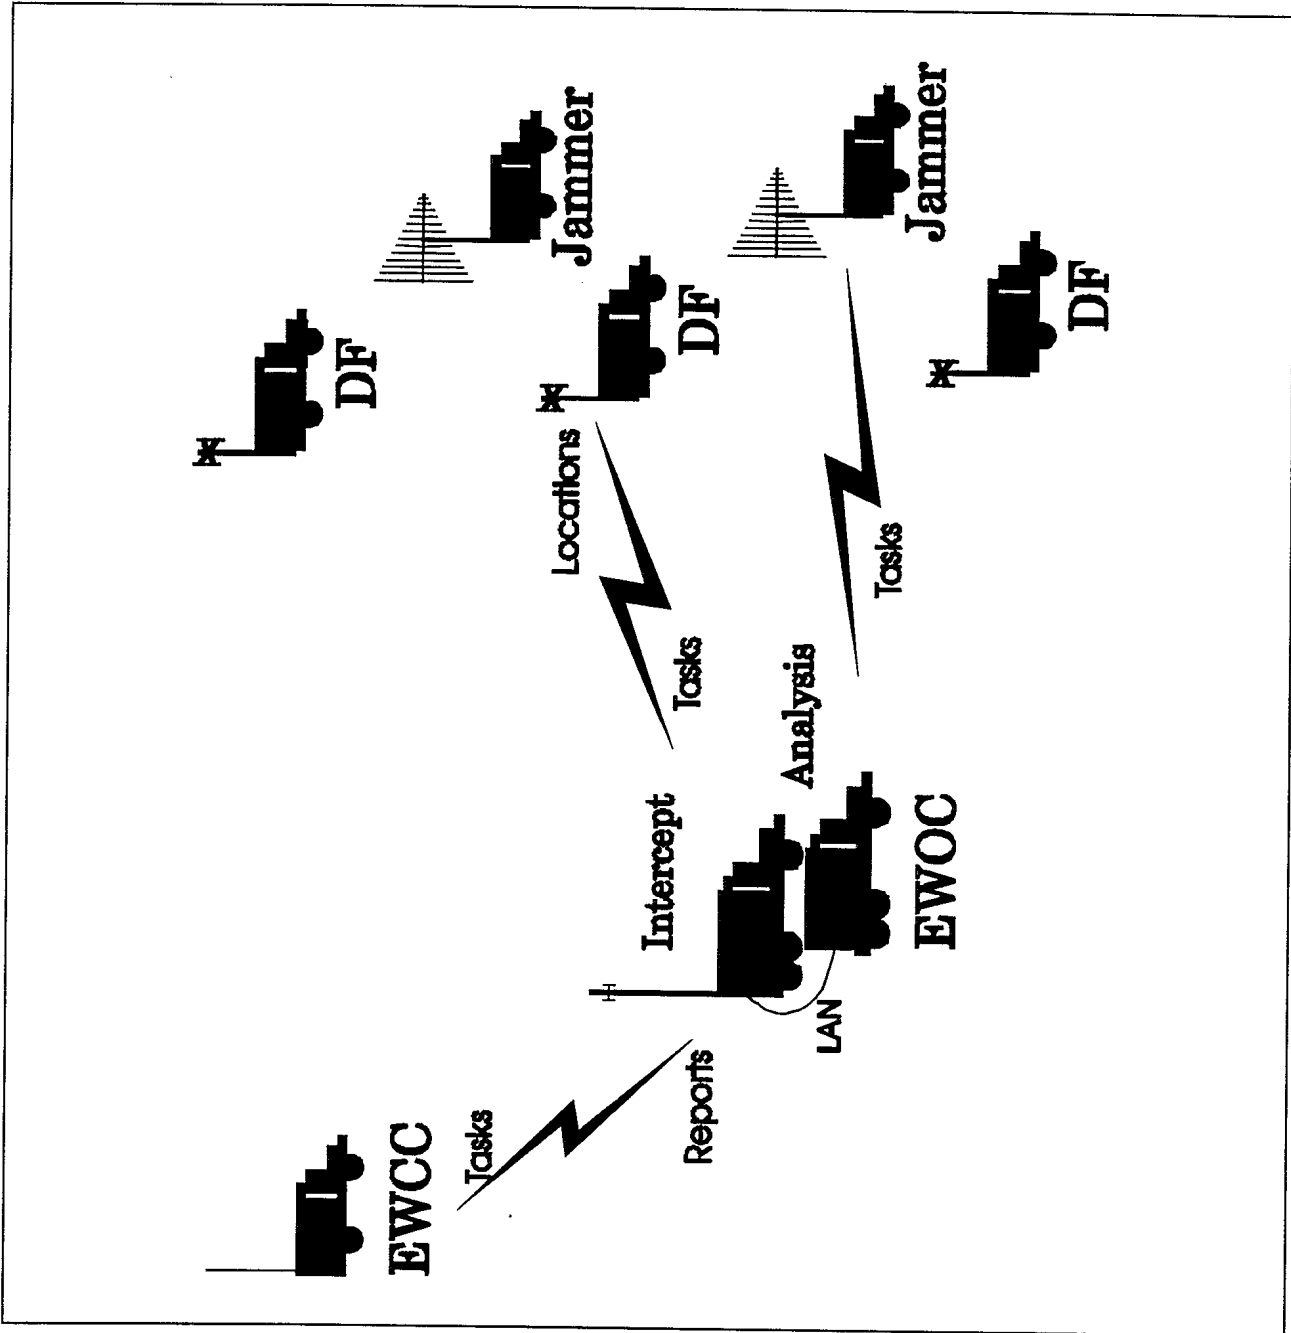 DF
EWCC
Tasks
Locations
Jammer
Intercept
Reports
Tasks
DF
Analysis
LAN
Tasks
Jammer
EWOC
DF